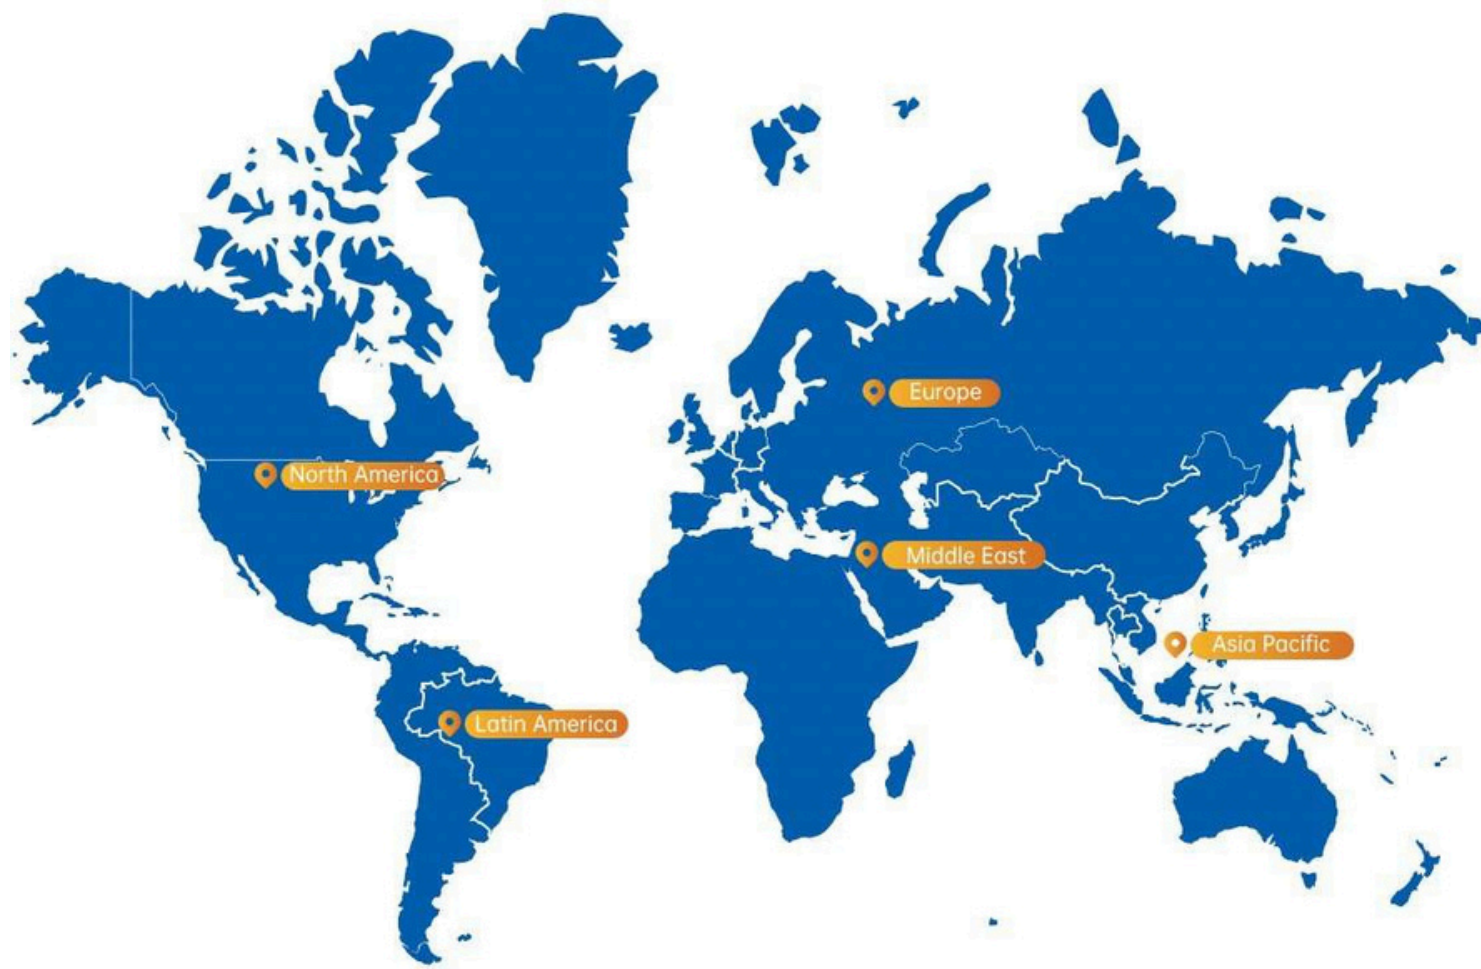 Europe
North America
Middle East
Asia Pacific
Latin America